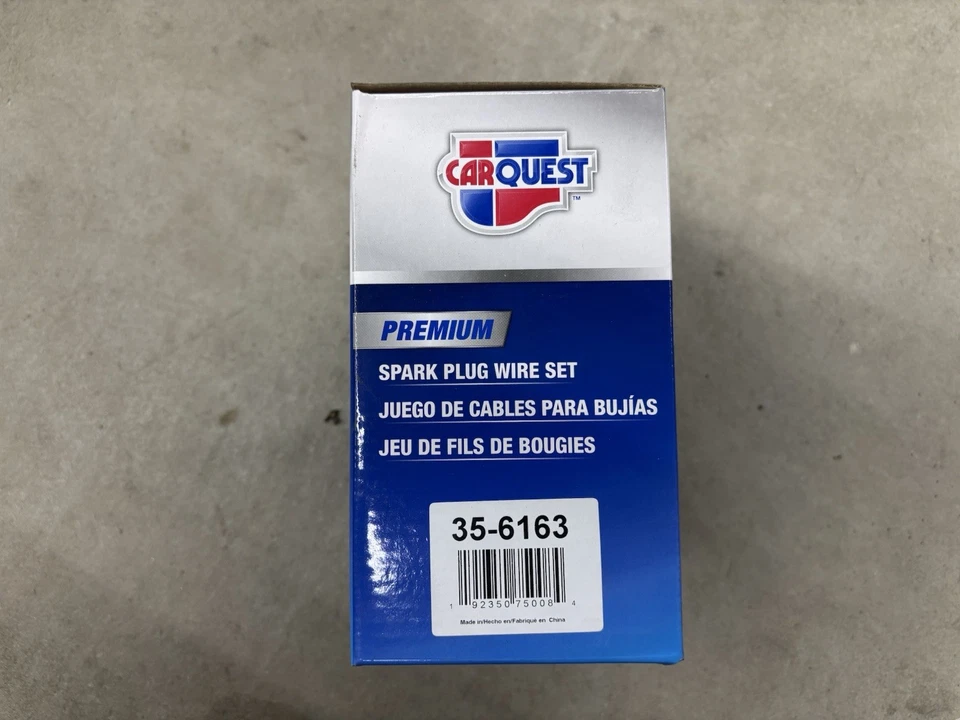 CARQUEST™
PREMIUM
SPARK PLUG WIRE SET
JUEGO DE CABLES PARA BUJÍAS
JEU DE FILS DE BOUGIES
35-6163
1 92350 75008 4
Made in/Hecho en/Fabriqué en China